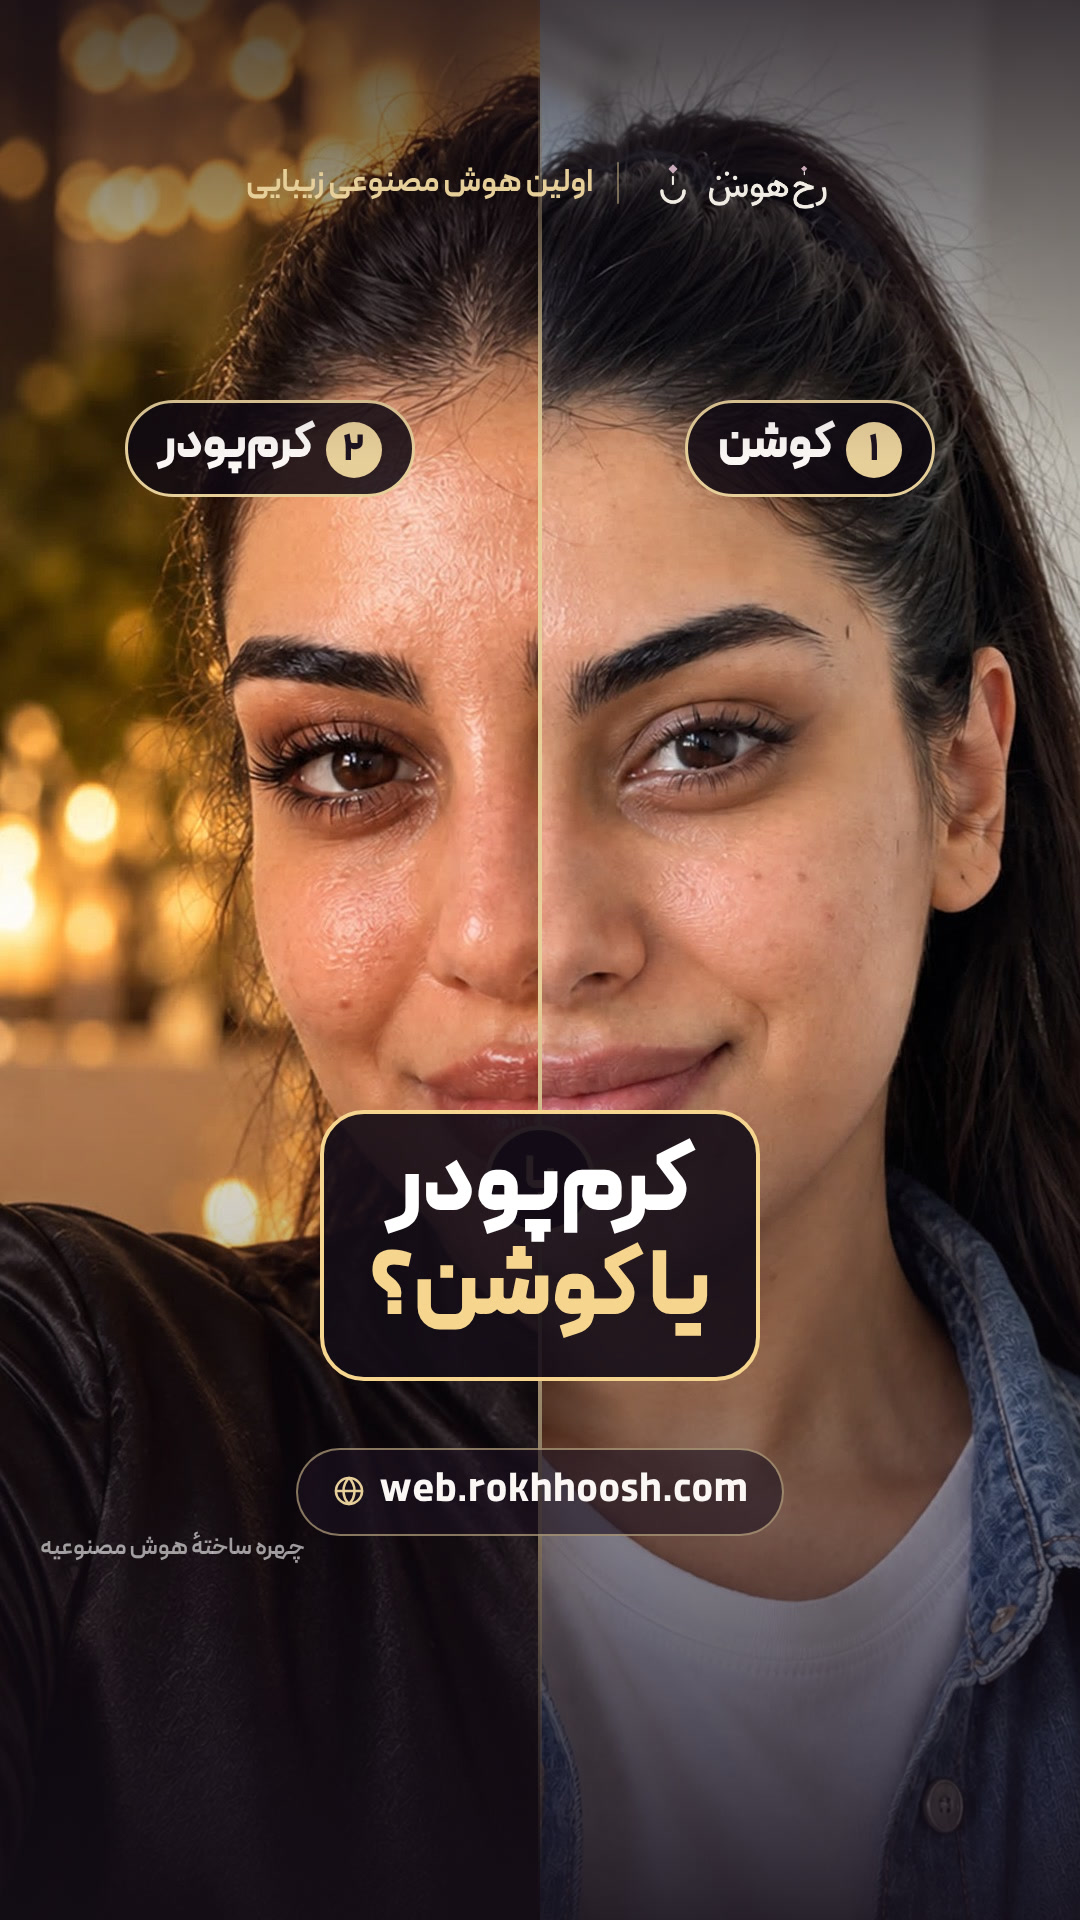 رخ هوش | اولین هوش مصنوعی زیبایی
۱ کوشن
۲ کرم‌پودر
کرم‌پودر
یا کوشن؟
web.rokhhoosh.com
چهره ساختهٔ هوش مصنوعیه